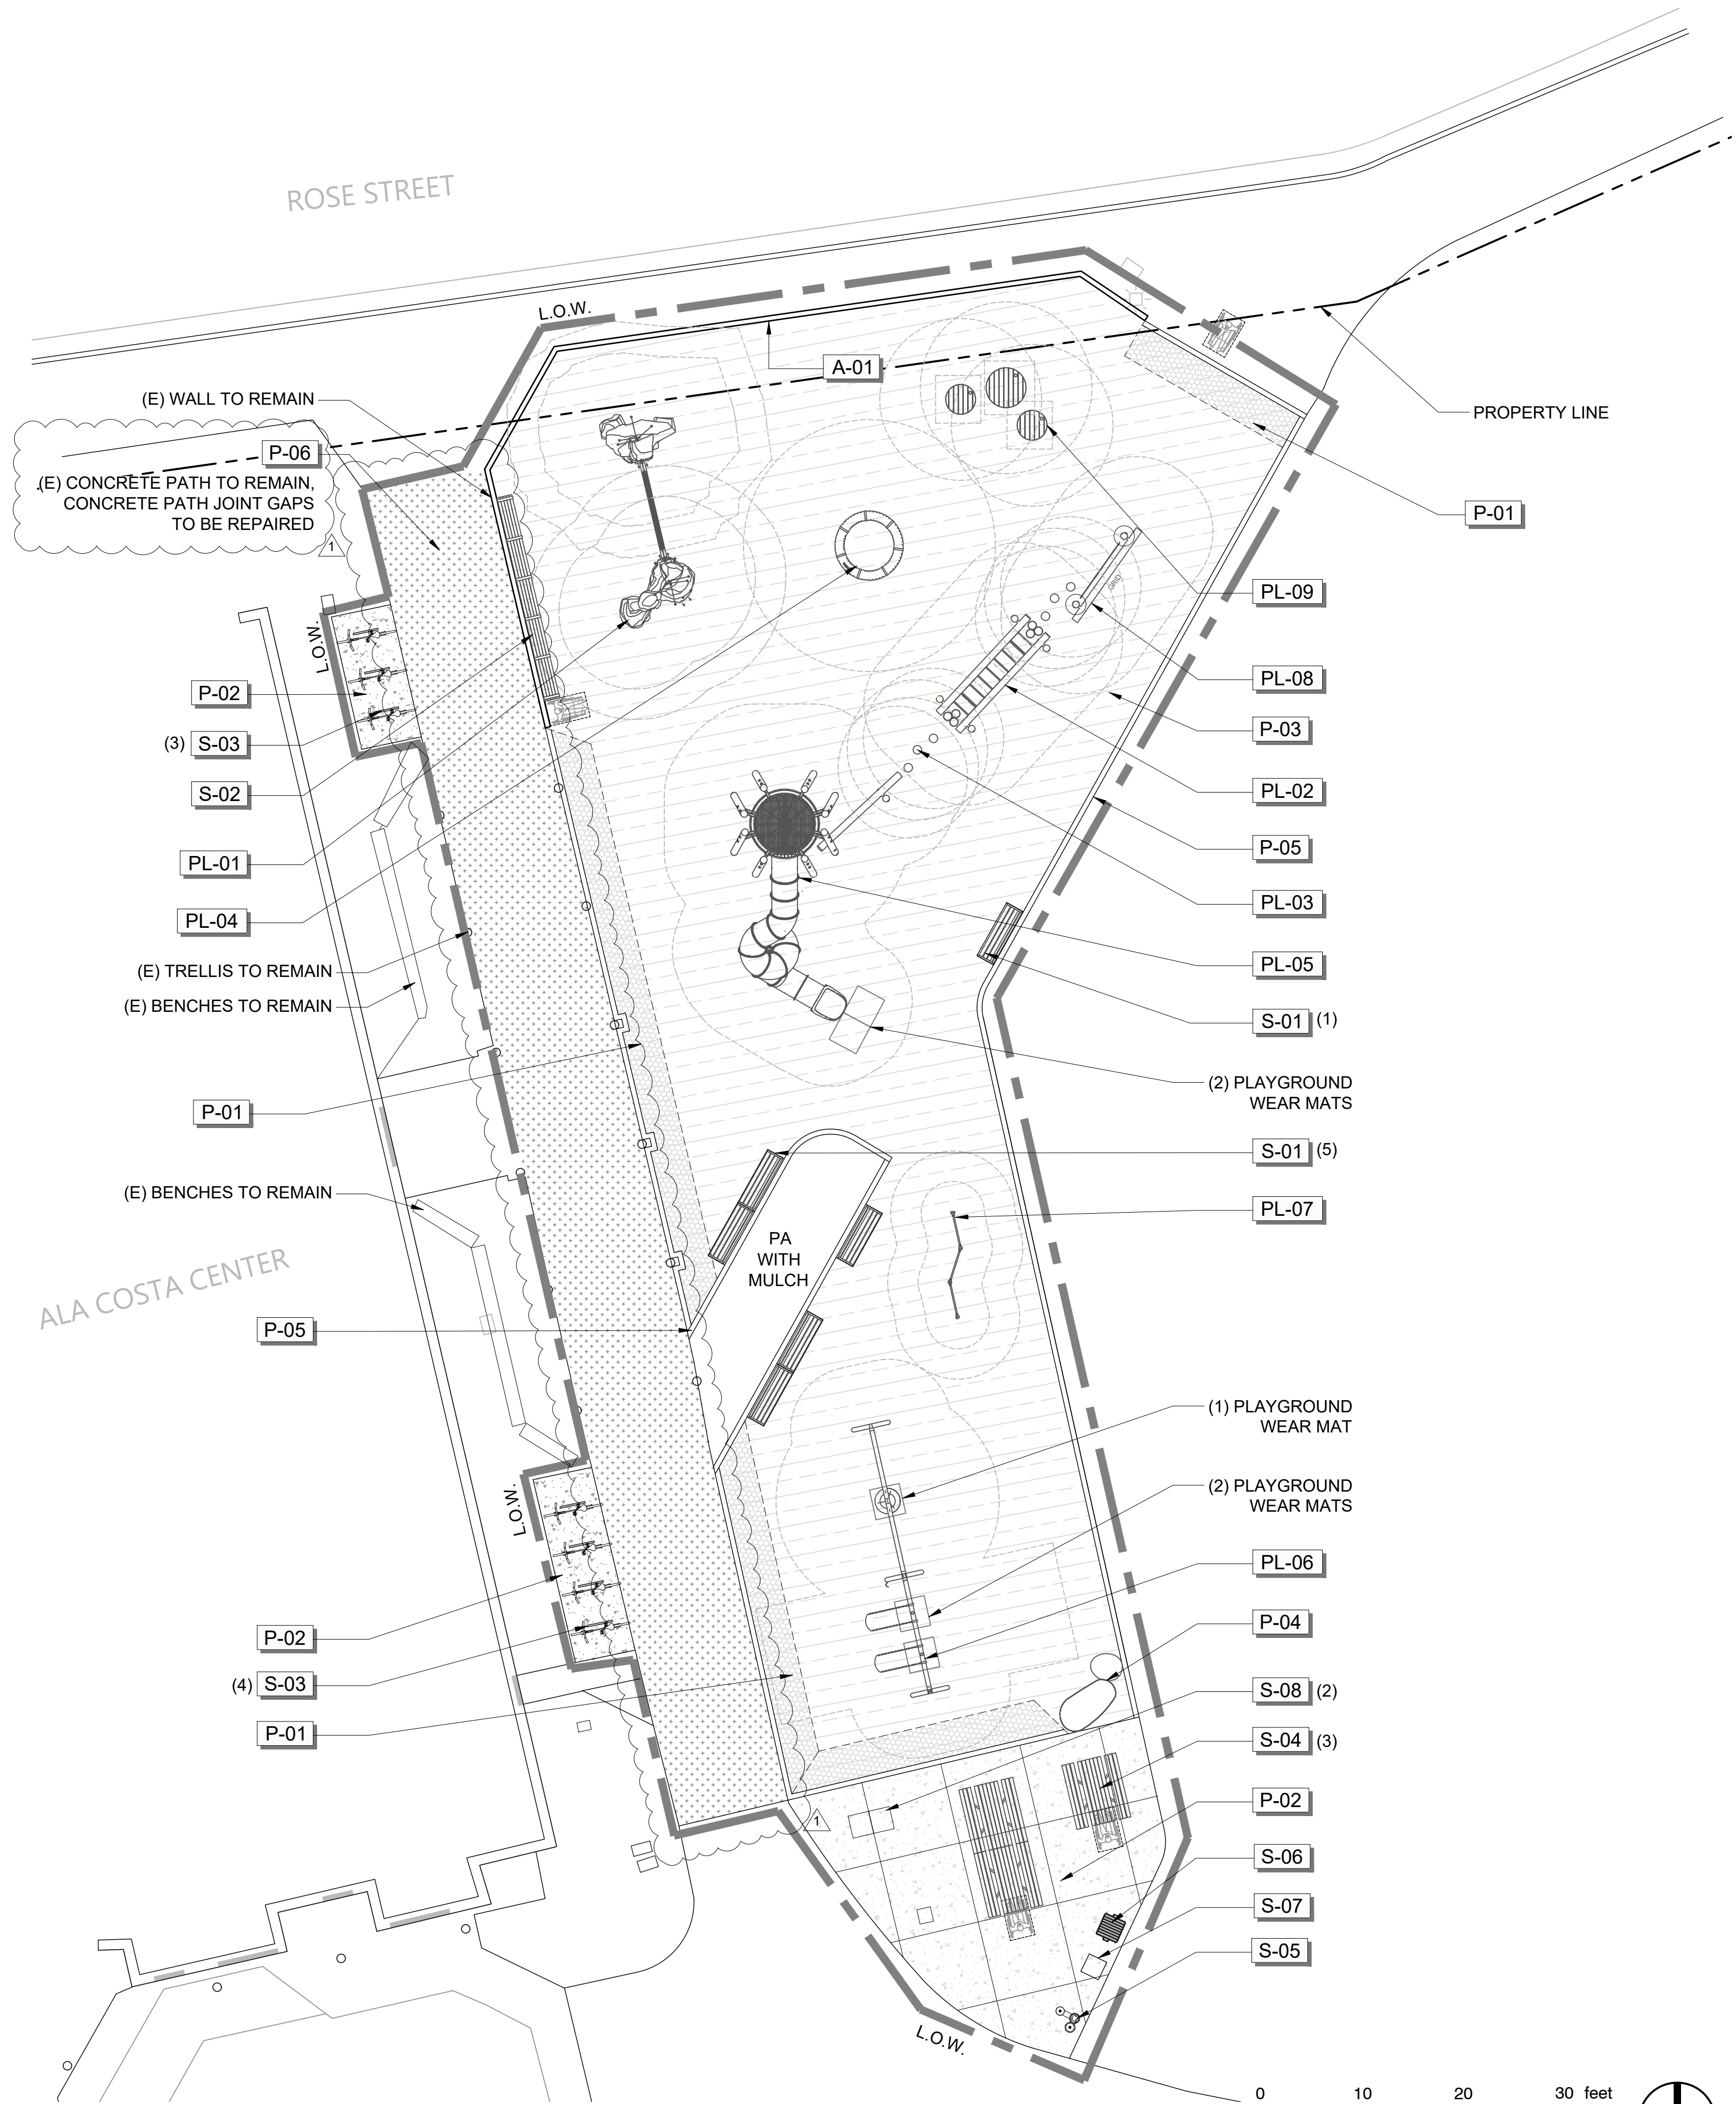 ROSE STREET
L.O.W.
A-01
(E) WALL TO REMAIN
PROPERTY LINE
P-06
(E) CONCRETE PATH TO REMAIN,
CONCRETE PATH JOINT GAPS
TO BE REPAIRED
1
P-01
GRID
PL-09
L.O.W.
PL-08
P-02
P-03
(3) S-03
S-02
PL-02
P-05
PL-01
PL-03
PL-04
PL-05
(E) TRELLIS TO REMAIN
(E) BENCHES TO REMAIN
S-01 (1)
(2) PLAYGROUND
WEAR MATS
P-01
S-01 (5)
(E) BENCHES TO REMAIN
PL-07
PA
WITH
MULCH
ALA COSTA CENTER
P-05
(1) PLAYGROUND
WEAR MAT
(2) PLAYGROUND
WEAR MATS
L.O.W.
PL-06
P-04
P-02
(4) S-03
S-08 (2)
P-01
S-04 (3)
P-02
1
S-06
S-07
S-05
L.O.W.
0 10 20 30 feet